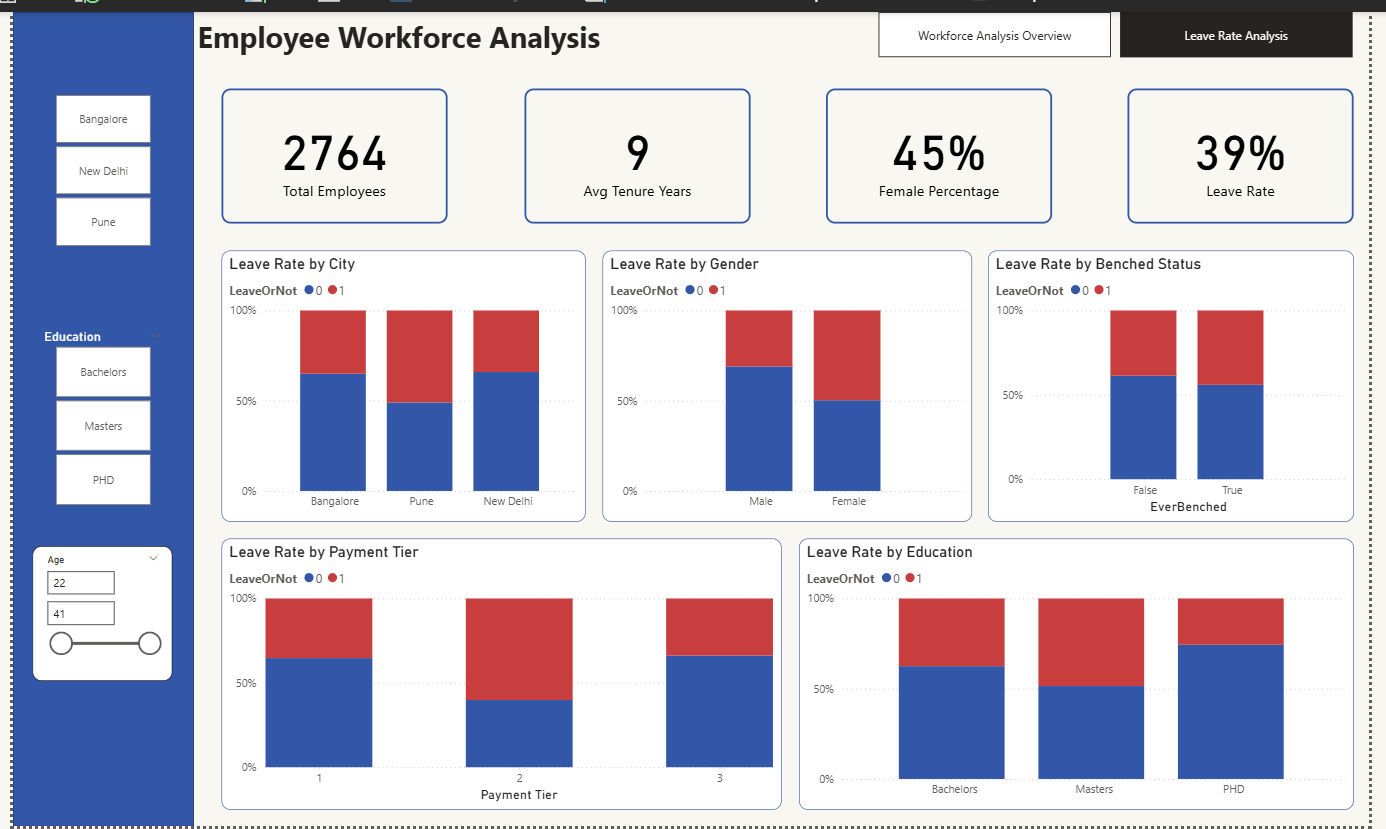 Employee Workforce Analysis
Workforce Analysis Overview
Leave Rate Analysis
Bangalore
New Delhi
Pune
Education
Bachelors
Masters
PHD
Age
22
41
2764
Total Employees
9
Avg Tenure Years
45%
Female Percentage
39%
Leave Rate
Leave Rate by City
LeaveOrNot 0 1
100%
50%
0%
Bangalore Pune New Delhi
Leave Rate by Gender
LeaveOrNot 0 1
100%
50%
0%
Male Female
Leave Rate by Benched Status
LeaveOrNot 0 1
100%
50%
0%
False True
EverBenched
Leave Rate by Payment Tier
LeaveOrNot 0 1
100%
50%
0%
1 2 3
Payment Tier
Leave Rate by Education
LeaveOrNot 0 1
100%
50%
0%
Bachelors Masters PHD